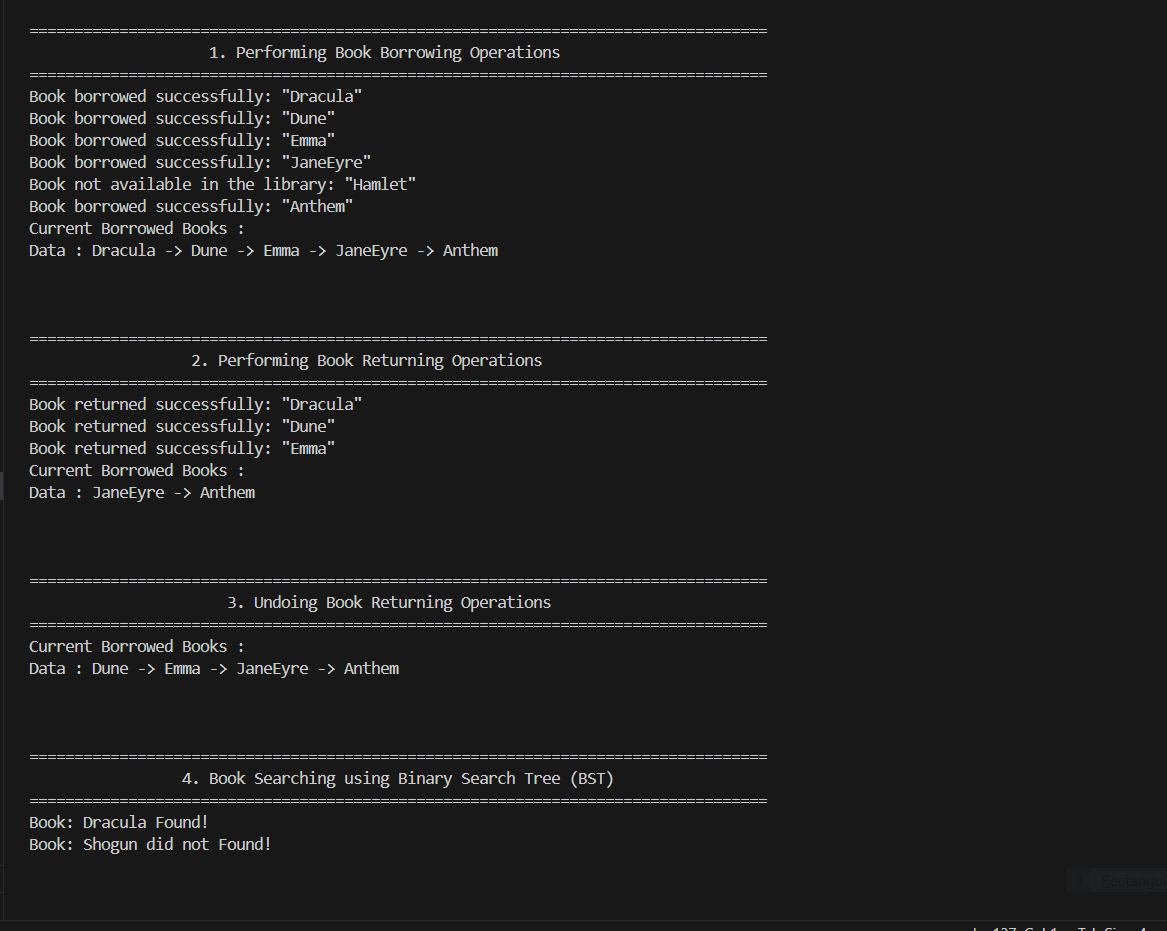 ==================================================================================
1. Performing Book Borrowing Operations
==================================================================================
Book borrowed successfully: "Dracula"
Book borrowed successfully: "Dune"
Book borrowed successfully: "Emma"
Book borrowed successfully: "JaneEyre"
Book not available in the library: "Hamlet"
Book borrowed successfully: "Anthem"
Current Borrowed Books :
Data : Dracula -> Dune -> Emma -> JaneEyre -> Anthem
==================================================================================
2. Performing Book Returning Operations
==================================================================================
Book returned successfully: "Dracula"
Book returned successfully: "Dune"
Book returned successfully: "Emma"
Current Borrowed Books :
Data : JaneEyre -> Anthem
==================================================================================
3. Undoing Book Returning Operations
==================================================================================
Current Borrowed Books :
Data : Dune -> Emma -> JaneEyre -> Anthem
==================================================================================
4. Book Searching using Binary Search Tree (BST)
==================================================================================
Book: Dracula Found!
Book: Shogun did not Found!